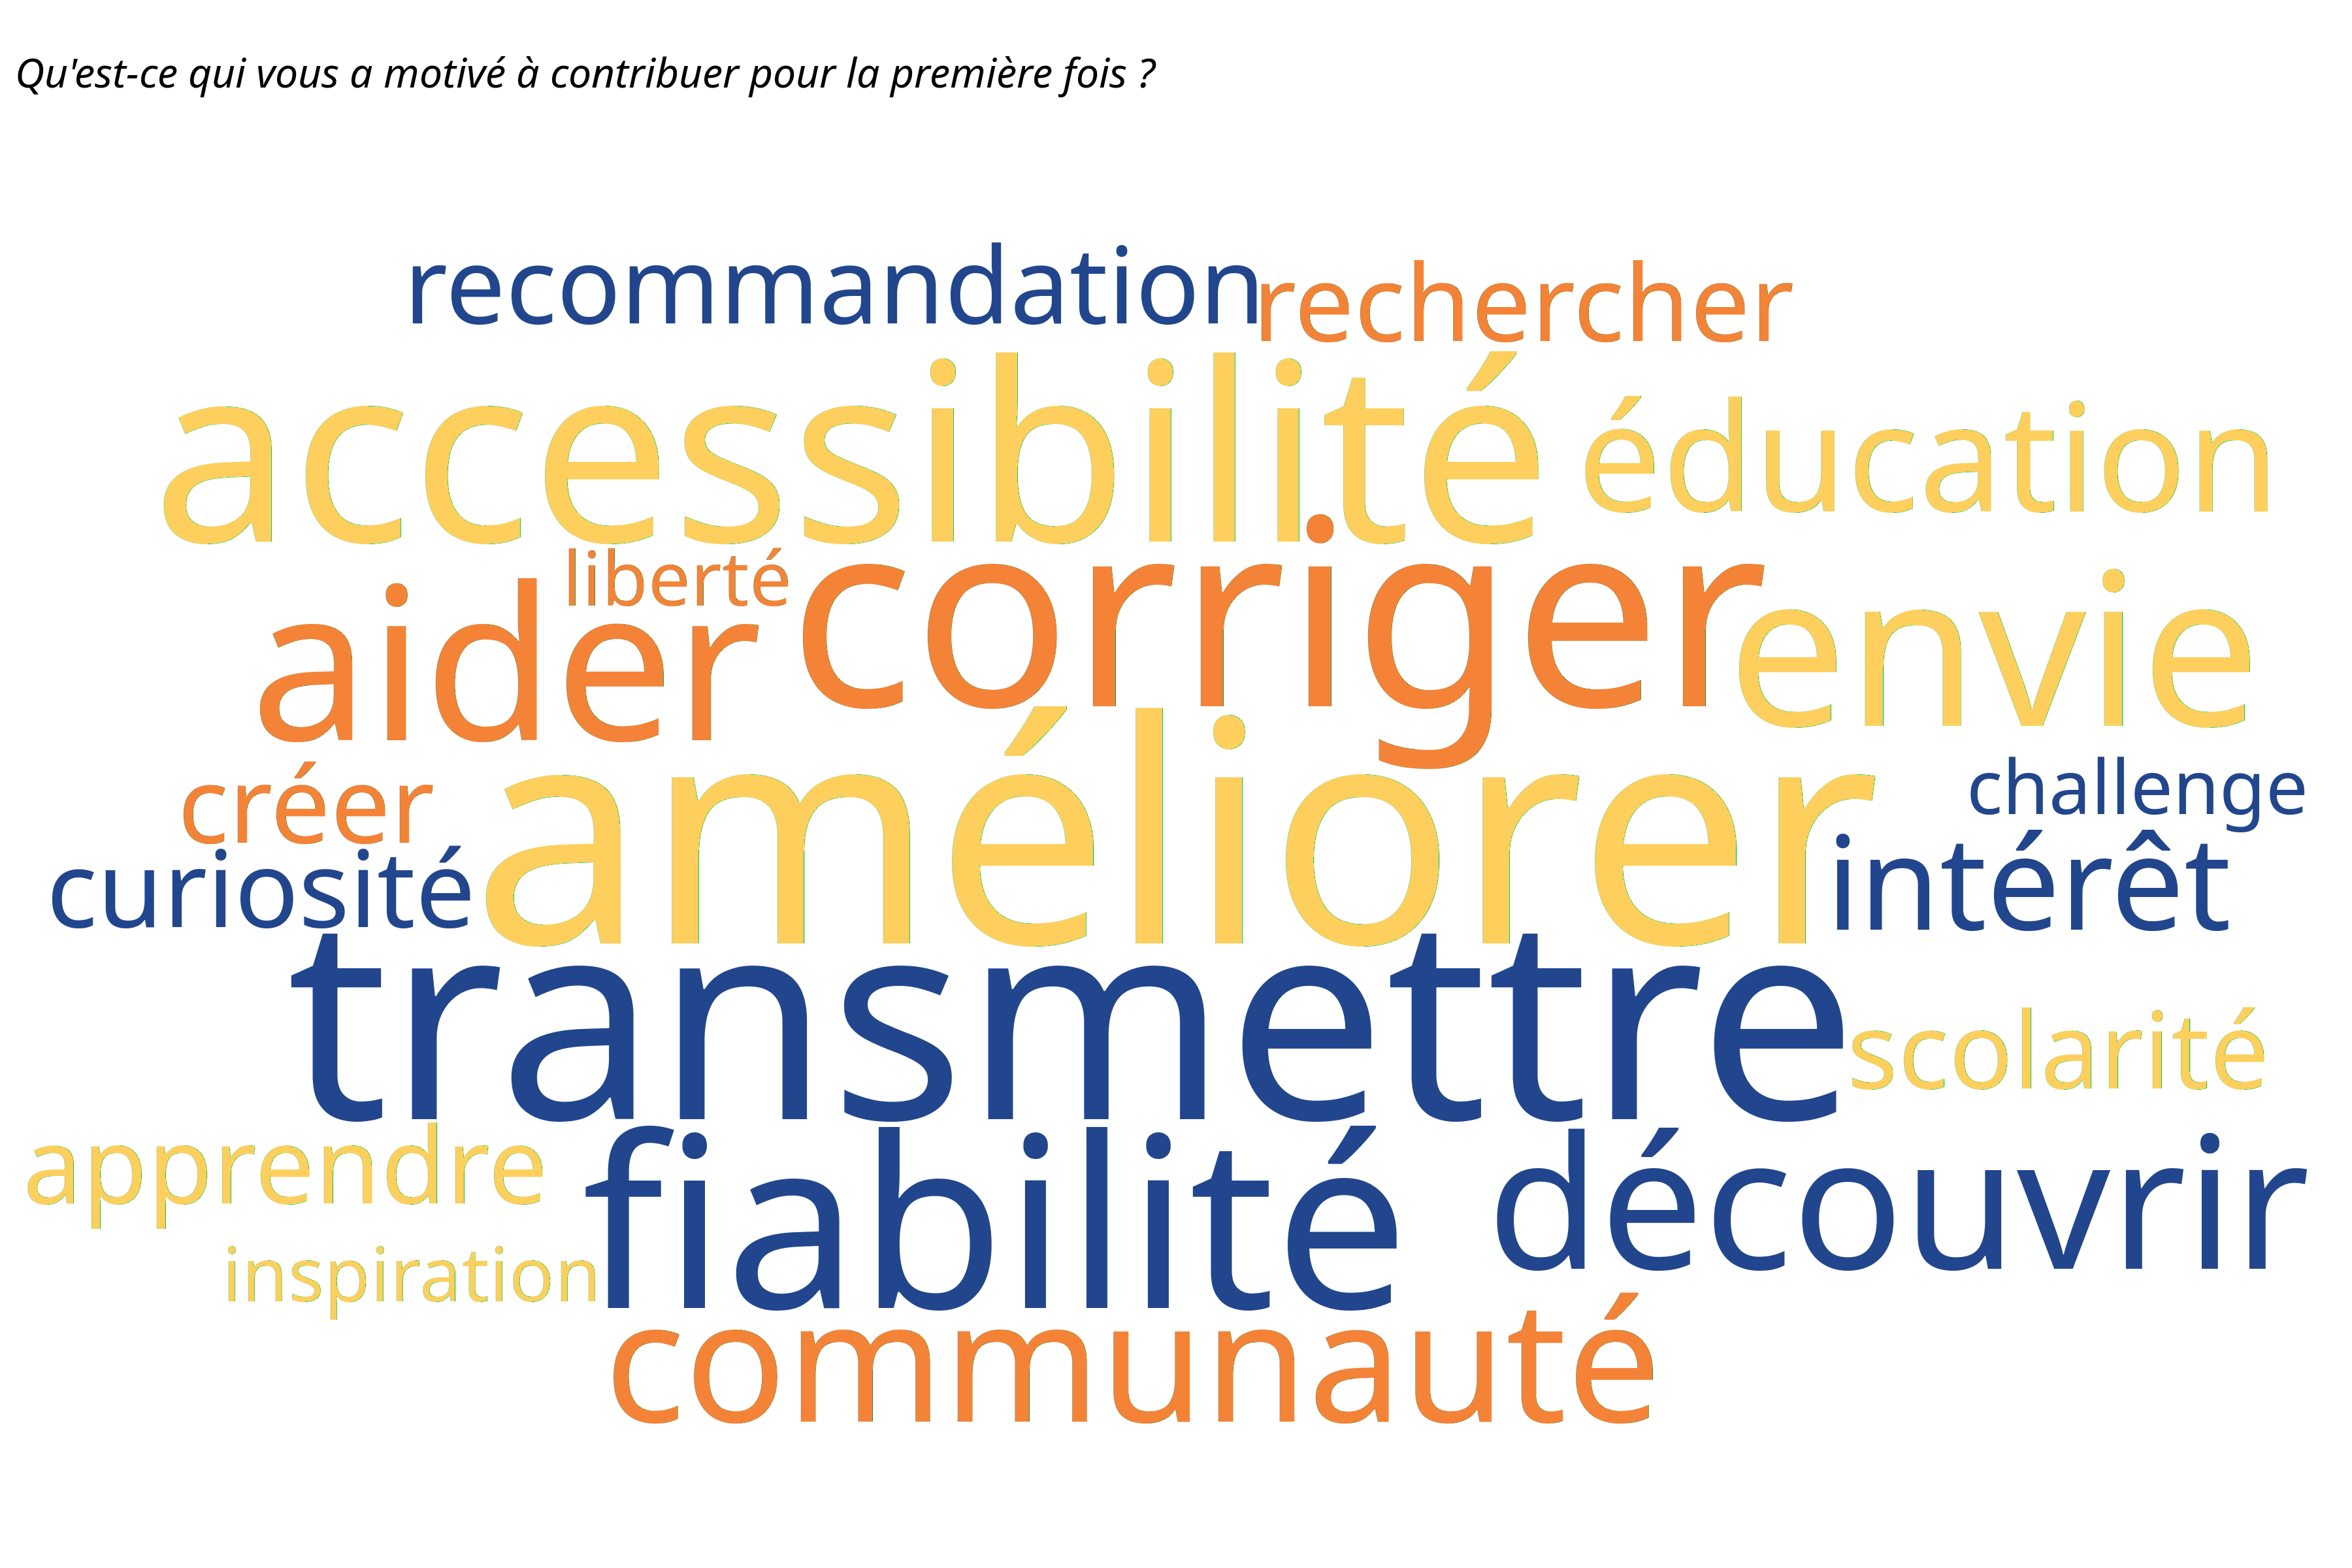 Qu'est-ce qui vous a motivé à contribuer pour la première fois ?
recommandation rechercher
accessibilité éducation
liberté
aider corriger envie
créer améliorer challenge
curiosité intérêt
transmettre scolarité
apprendre fiabilité découvrir
inspiration
communauté